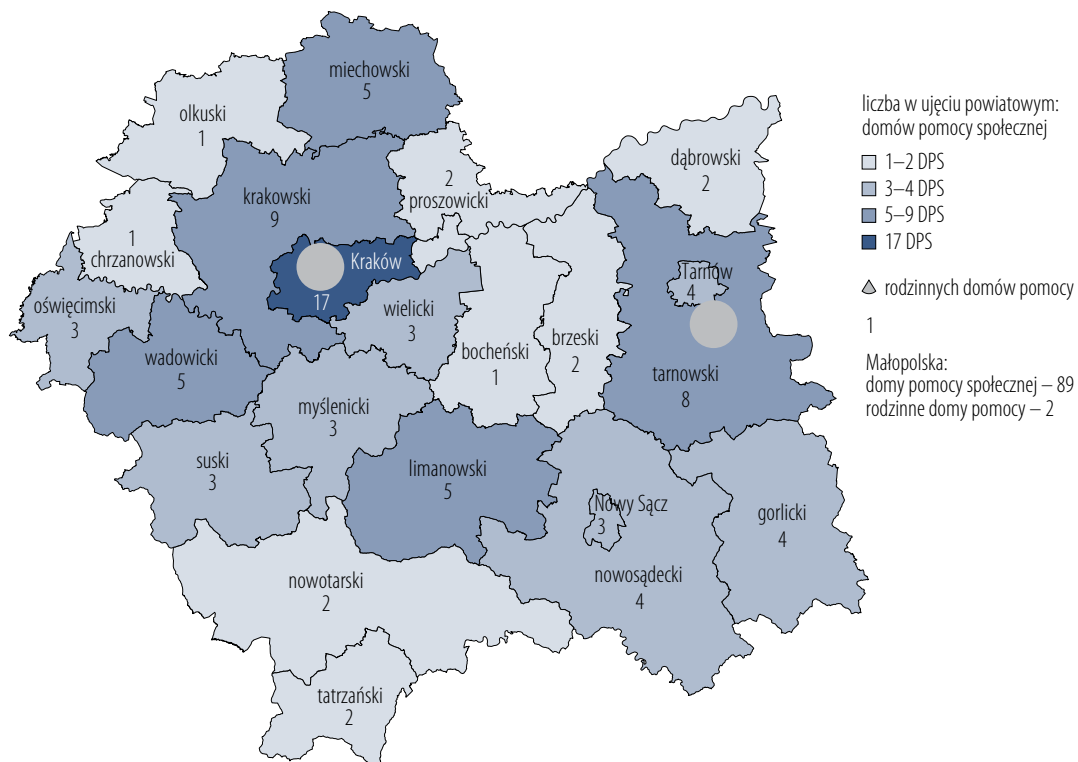 miechowski
5
olkuski
1
dąbrowski
2
2
proszowicki
krakowski
9
1
chrzanowski
Kraków
17
Tarnów
4
oświęcimski
3
wielicki
3
brzeski
2
bocheński
1
wadowicki
5
tarnowski
8
myślenicki
3
suski
3
limanowski
5
Nowy Sącz
3
gorlicki
4
nowosądecki
4
nowotarski
2
tatrzański
2
liczba w ujęciu powiatowym:
domów pomocy społecznej
1–2 DPS
3–4 DPS
5–9 DPS
17 DPS
rodzinnych domów pomocy
1
Małopolska:
domy pomocy społecznej – 89
rodzinne domy pomocy – 2